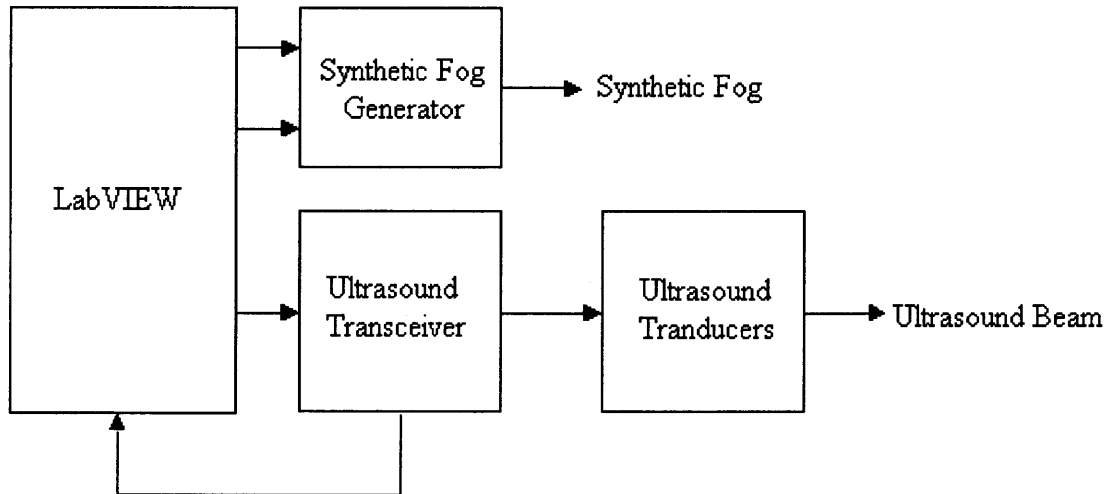 LabVIEW
Synthetic Fog
Generator
Synthetic Fog
Ultrasound
Transceiver
Ultrasound
Tranducers
Ultrasound Beam